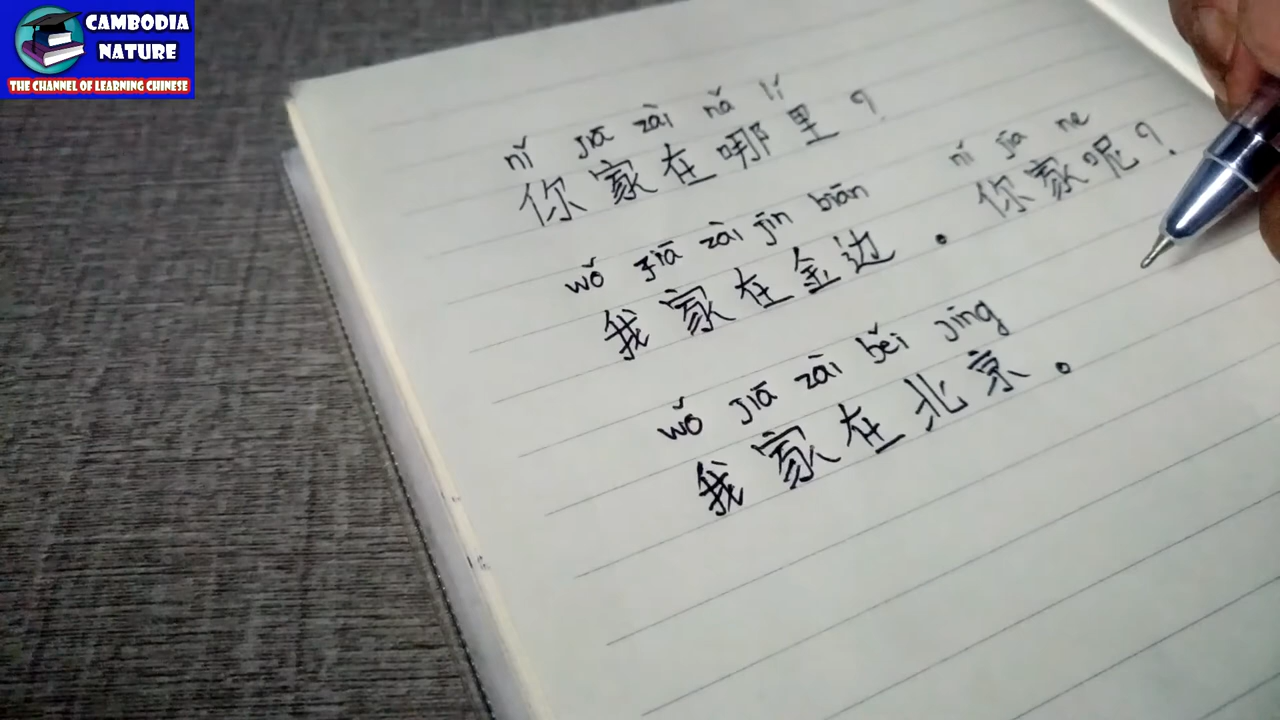 CAMBODIA
NATURE
THE CHANNEL OF LEARNING CHINESE
nǐ jiā zài nǎ lí
你家在哪里?
wǒ jiā zài jīn biān nǐ jiā ne
我家在金边。你家呢?
wǒ jiā zài běi jīng
我家在北京。